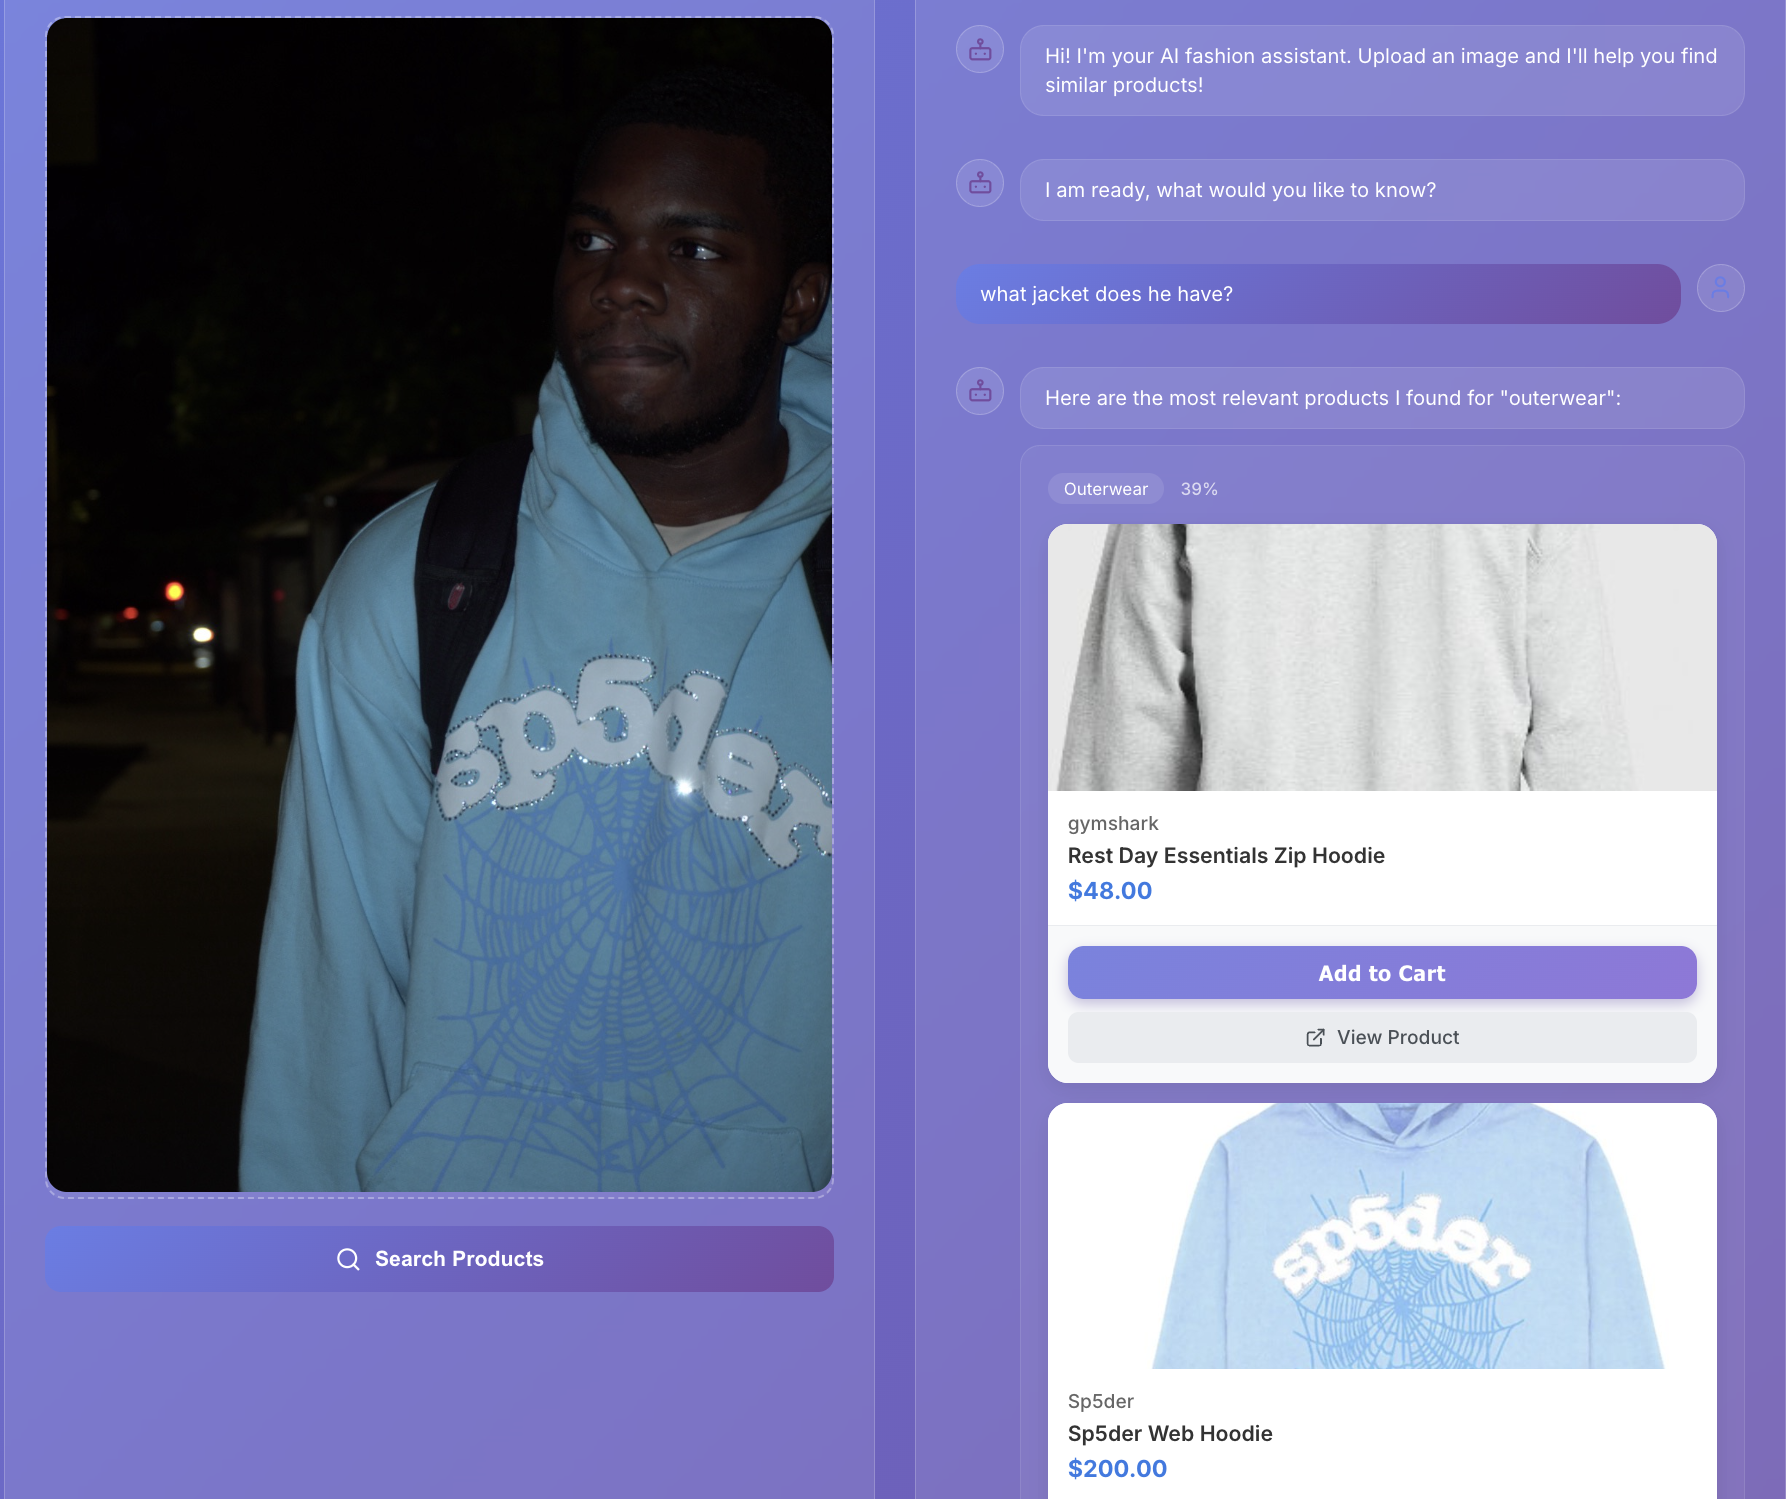 sp5der
Search Products
Hi! I'm your AI fashion assistant. Upload an image and I'll help you find
similar products!
I am ready, what would you like to know?
what jacket does he have?
Here are the most relevant products I found for "outerwear":
Outerwear 39%
gymshark
Rest Day Essentials Zip Hoodie
$48.00
Add to Cart
View Product
sp5der
Sp5der
Sp5der Web Hoodie
$200.00